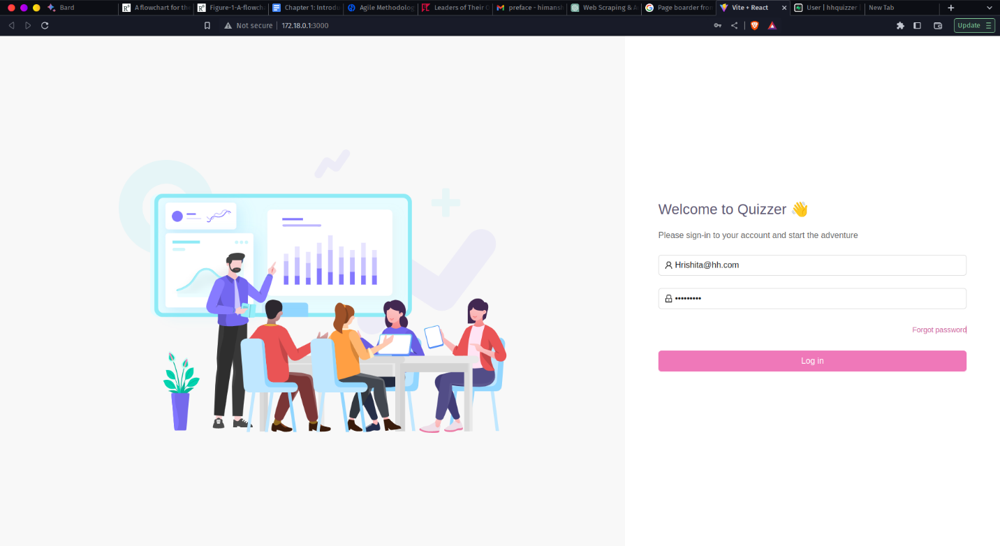 Bard
A flowchart for the
Figure-1-A-flowcha
Chapter 1: Introdu
Agile Methodolog
Leaders of Their O
preface - himansh
Web Scraping & A
Page boarder from
Vite + React
User | hhquizzer |
New Tab
Not secure
172.18.0.1:3000
Update
Welcome to Quizzer 👋
Please sign-in to your account and start the adventure
Hrishita@hh.com
•••••••••
Forgot password
Log in